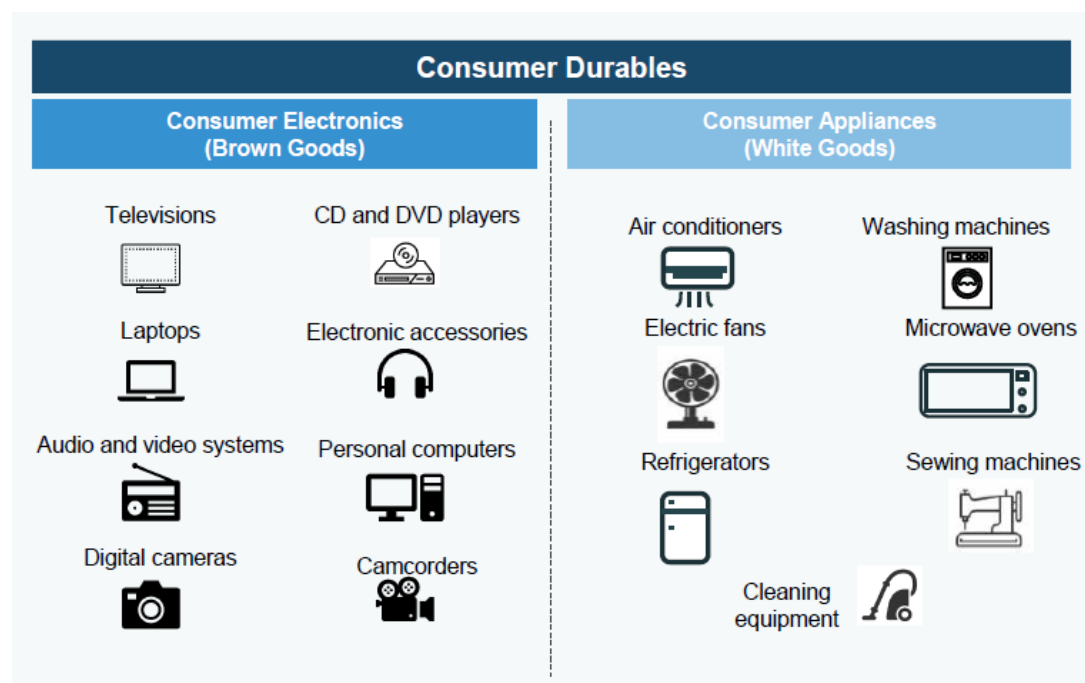 Consumer Durables
Consumer Electronics
(Brown Goods)
Consumer Appliances
(White Goods)
Televisions
CD and DVD players
Laptops
Electronic accessories
Audio and video systems
Personal computers
Digital cameras
Camcorders
Air conditioners
Washing machines
Electric fans
Microwave ovens
Refrigerators
Sewing machines
Cleaning
equipment